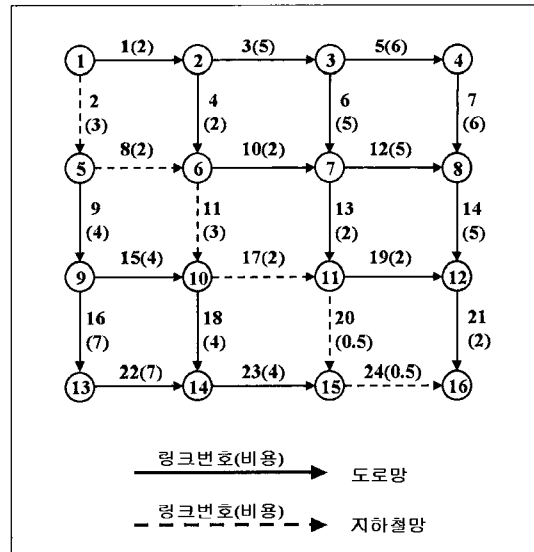 1 1(2) 2 3(5) 3 5(6) 4
2 4 6 7
(3) (2) (5) (6)
5 8(2) 6 10(2) 7 12(5) 8
9 11 13 14
(4) (3) (2) (5)
9 15(4) 10 17(2) 11 19(2) 12
16 18 20 21
(7) (4) (0.5) (2)
13 22(7) 14 23(4) 15 24(0.5) 16
링크번호(비용) 도로망
링크번호(비용) 지하철망